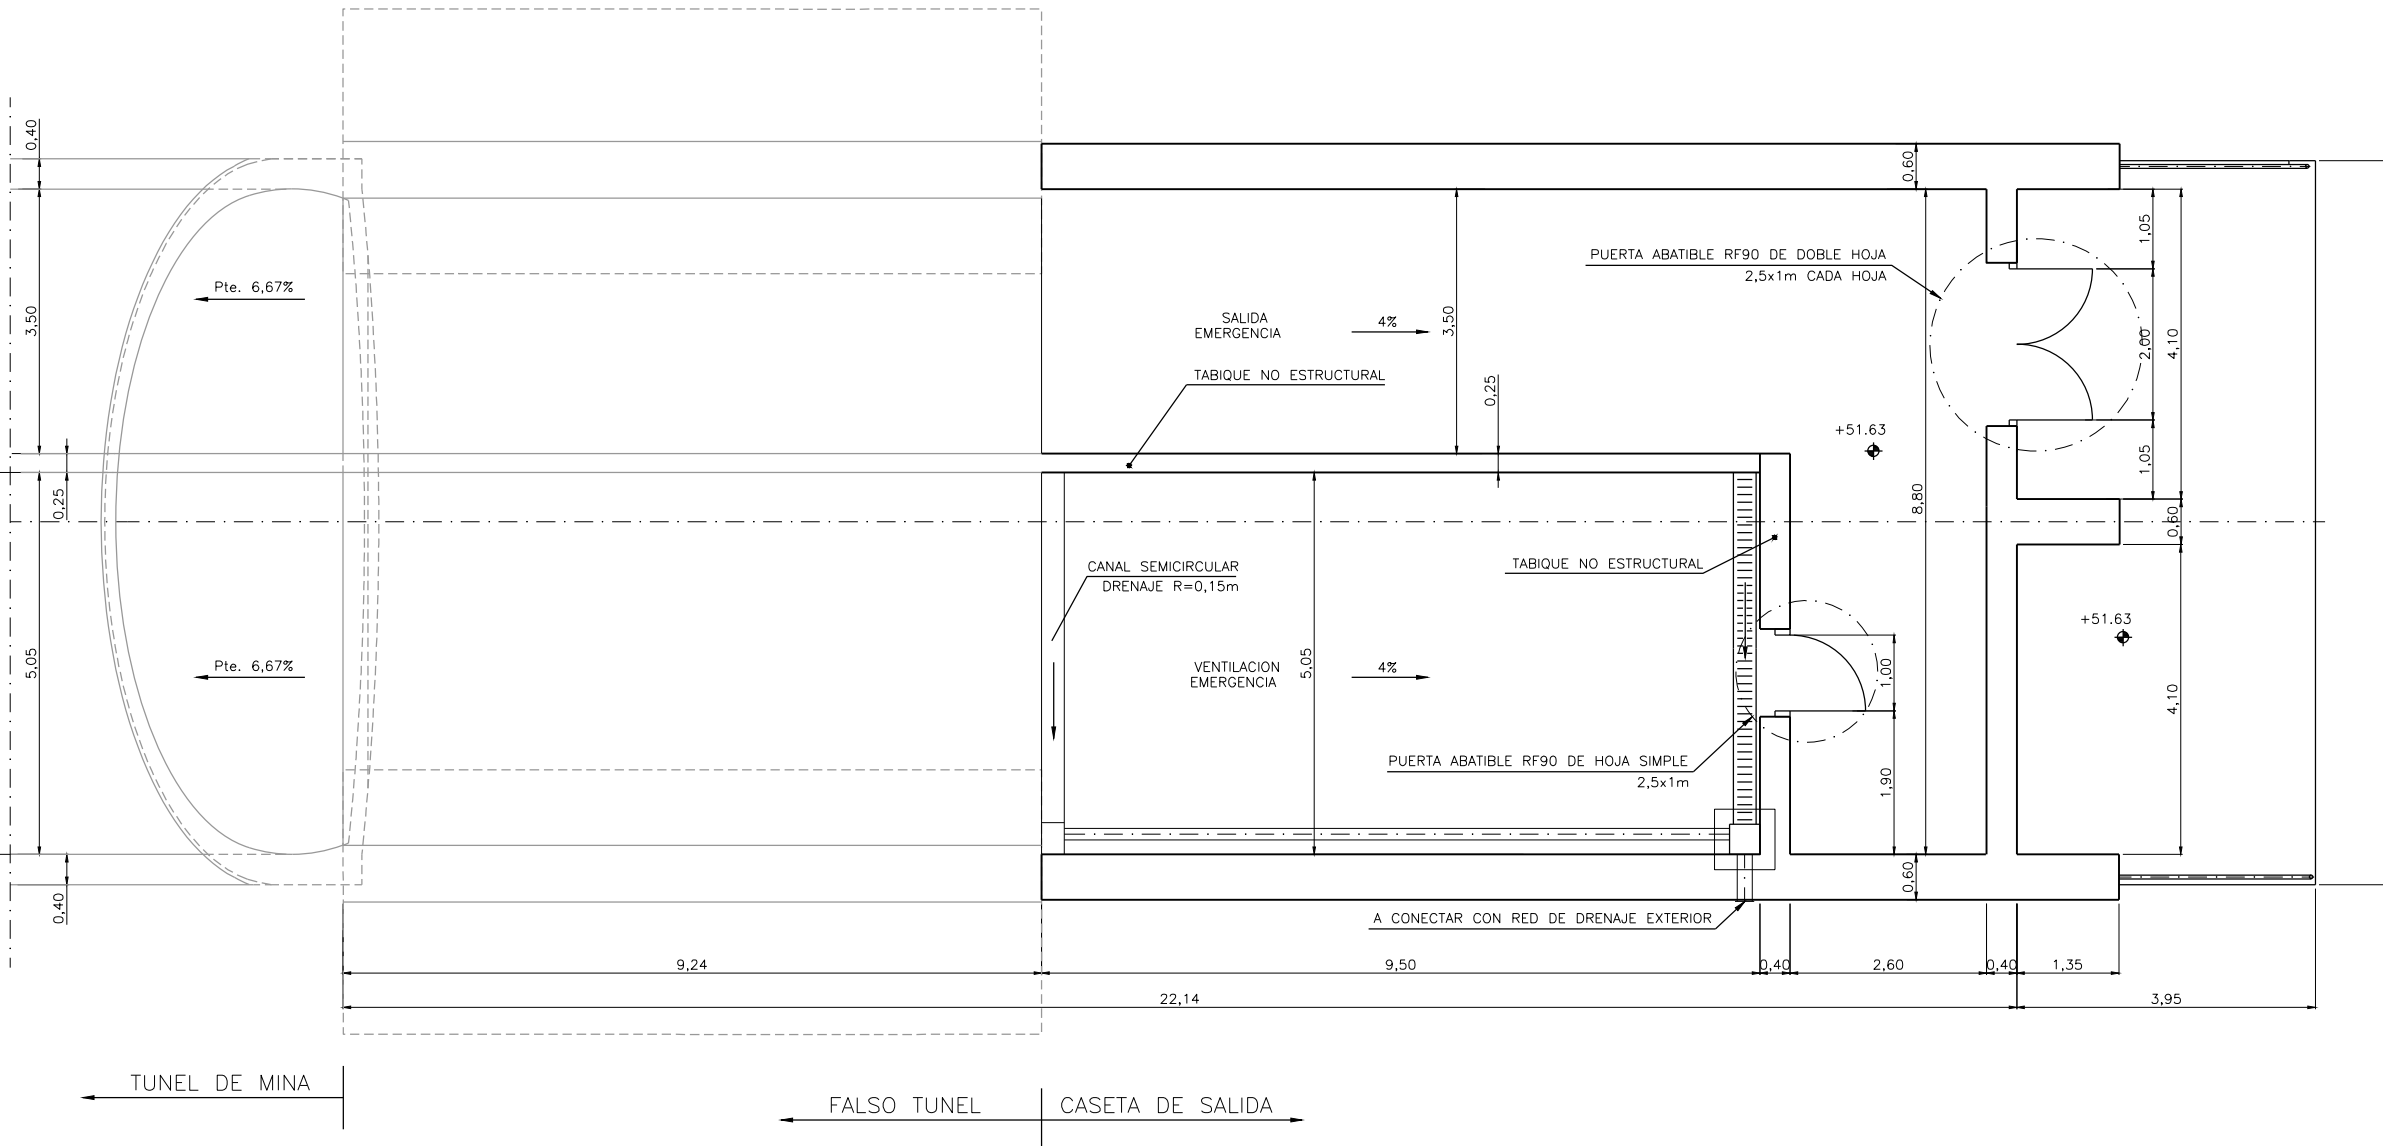 0,40
0,60
1,05
Pte. 6,67%
3,50
SALIDA
EMERGENCIA
4%
3,50
PUERTA ABATIBLE RF90 DE DOBLE HOJA
2,5x1m CADA HOJA
2,00
4,10
TABIQUE NO ESTRUCTURAL
0,25
+51.63
1,05
0,25
8,80
0,60
CANAL SEMICIRCULAR
DRENAJE R=0,15m
TABIQUE NO ESTRUCTURAL
+51.63
Pte. 6,67%
5,05
VENTILACION
EMERGENCIA
4%
5,05
1,00
4,10
PUERTA ABATIBLE RF90 DE HOJA SIMPLE
2,5x1m
1,90
0,40
0,60
A CONECTAR CON RED DE DRENAJE EXTERIOR
9,24
9,50
0,40
2,60
0,40
1,35
22,14
3,95
TUNEL DE MINA
FALSO TUNEL
CASETA DE SALIDA